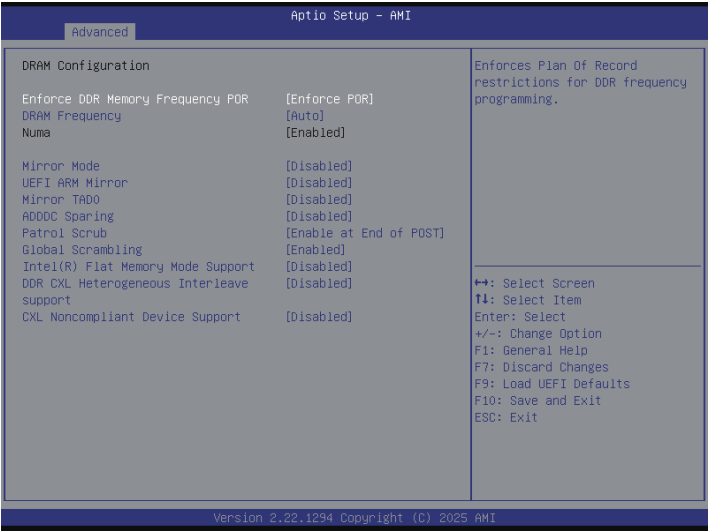 Aptio Setup – AMI
Advanced
DRAM Configuration
Enforce DDR Memory Frequency POR [Enforce POR]
DRAM Frequency [Auto]
Numa [Enabled]
Mirror Mode [Disabled]
UEFI ARM Mirror [Disabled]
Mirror TAD0 [Disabled]
ADDDC Sparing [Disabled]
Patrol Scrub [Enable at End of POST]
Global Scrambling [Enabled]
Intel(R) Flat Memory Mode Support [Disabled]
DDR CXL Heterogeneous Interleave [Disabled]
support
CXL Noncompliant Device Support [Disabled]
Enforces Plan Of Record
restrictions for DDR frequency
programming.
↔: Select Screen
↑↓: Select Item
Enter: Select
+/-: Change Option
F1: General Help
F7: Discard Changes
F9: Load UEFI Defaults
F10: Save and Exit
ESC: Exit
Version 2.22.1294 Copyright (C) 2025 AMI